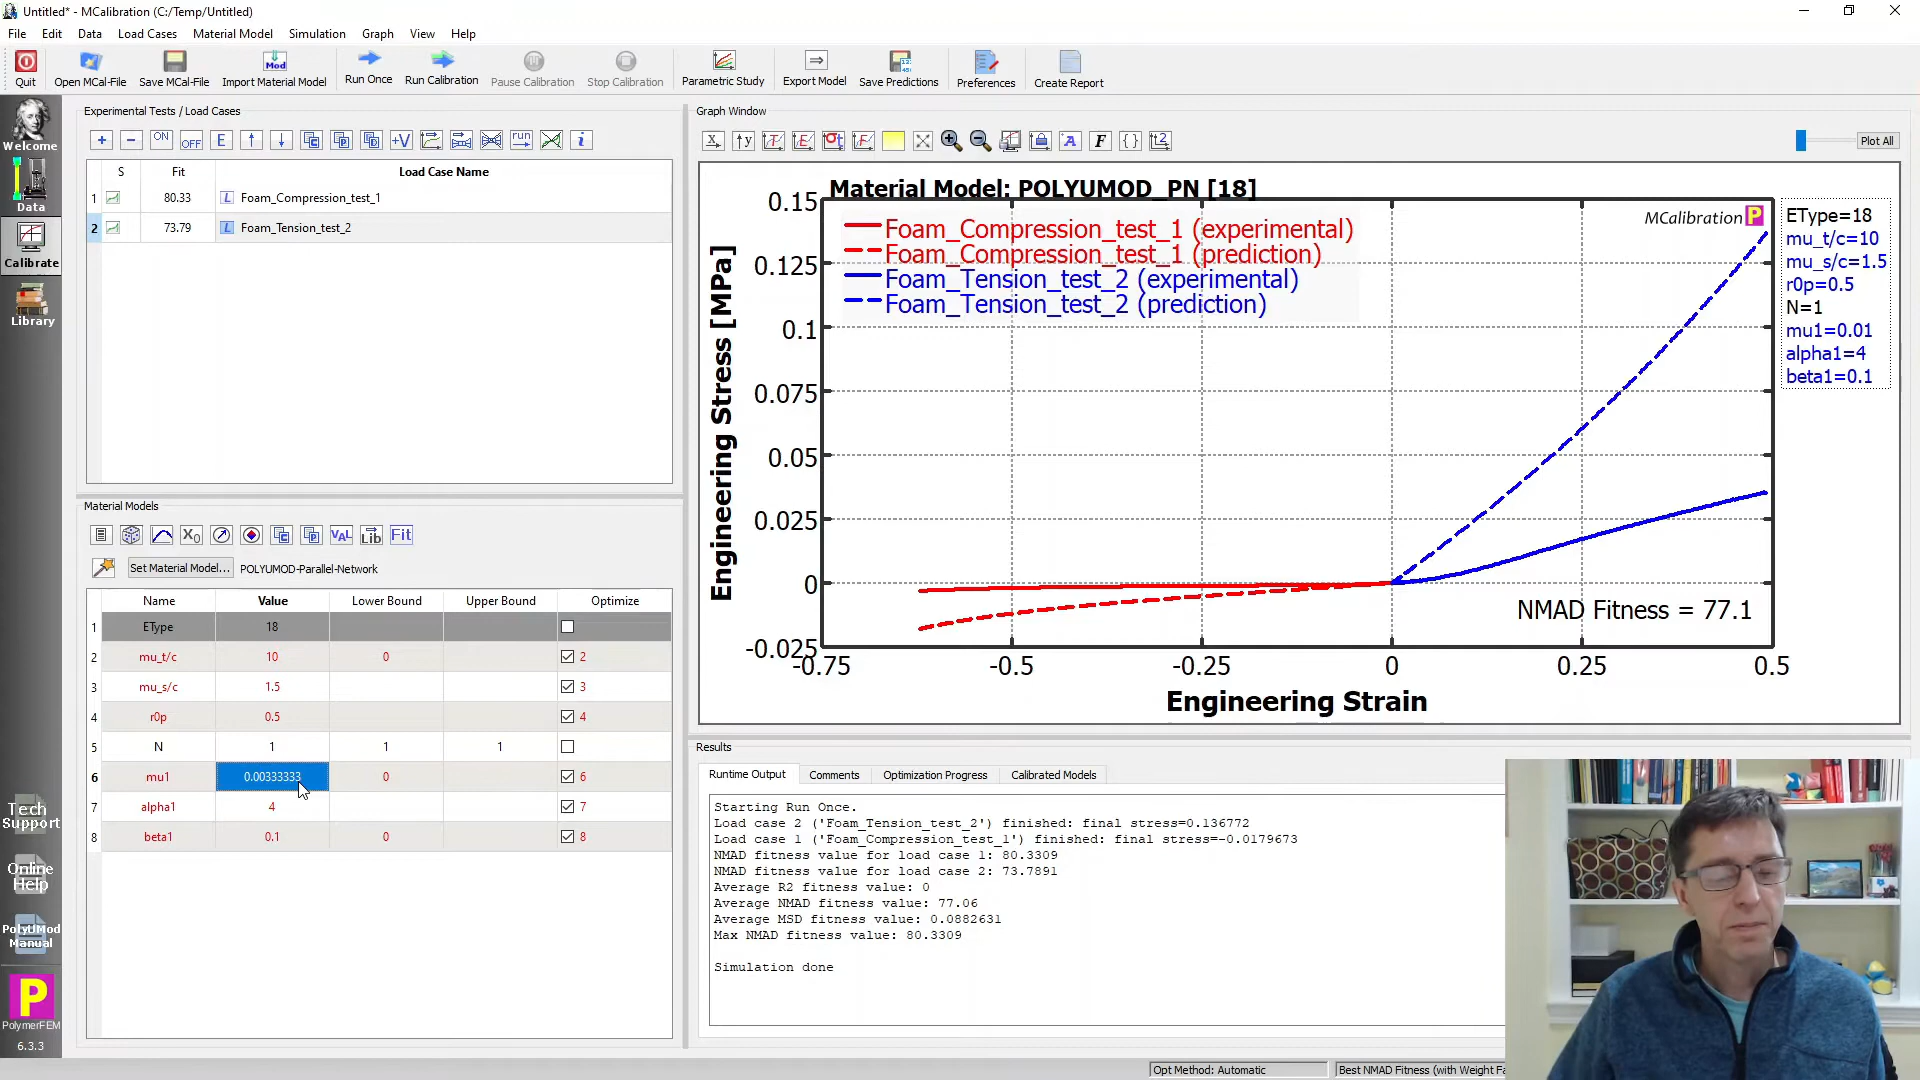 Untitled* - MCalibration (C:/Temp/Untitled)
File Edit Data Load Cases Material Model Simulation Graph View Help
Quit Open MCal-File Save MCal-File Import Material Model Run Once Run Calibration Pause Calibration Stop Calibration Parametric Study Export Model Save Predictions Preferences Create Report
Mod
Welcome
Data
Calibrate
Library
Tech Support
Online Help
PolyUMod Manual
P
PolymerFEM
6.3.3
Experimental Tests / Load Cases
+ - ON OFF E +V run i
S Fit Load Case Name
1 80.33 L Foam_Compression_test_1
2 73.79 L Foam_Tension_test_2
Material Models
X0 VAL Lib Fit
Set Material Model... POLYUMOD-Parallel-Network
Name Value Lower Bound Upper Bound Optimize
1 EType 18
2 mu_t/c 10 0 2
3 mu_s/c 1.5 3
4 r0p 0.5 4
5 N 1 1 1
6 mu1 0.00333333 0 6
7 alpha1 4 7
8 beta1 0.1 0 8
Graph Window
Plot All
Material Model: POLYUMOD_PN [18]
MCalibration P
Foam_Compression_test_1 (experimental)
Foam_Compression_test_1 (prediction)
Foam_Tension_test_2 (experimental)
Foam_Tension_test_2 (prediction)
EType=18
mu_t/c=10
mu_s/c=1.5
r0p=0.5
N=1
mu1=0.01
alpha1=4
beta1=0.1
Engineering Stress [MPa]
0.15
0.125
0.1
0.075
0.05
0.025
0
-0.025
NMAD Fitness = 77.1
-0.75 -0.5 -0.25 0 0.25 0.5
Engineering Strain
Results
Runtime Output Comments Optimization Progress Calibrated Models
Starting Run Once.
Load case 2 ('Foam_Tension_test_2') finished: final stress=0.136772
Load case 1 ('Foam_Compression_test_1') finished: final stress=-0.0179673
NMAD fitness value for load case 1: 80.3309
NMAD fitness value for load case 2: 73.7891
Average R2 fitness value: 0
Average NMAD fitness value: 77.06
Average MSD fitness value: 0.0882631
Max NMAD fitness value: 80.3309
Simulation done
Opt Method: Automatic Best NMAD Fitness (with Weight